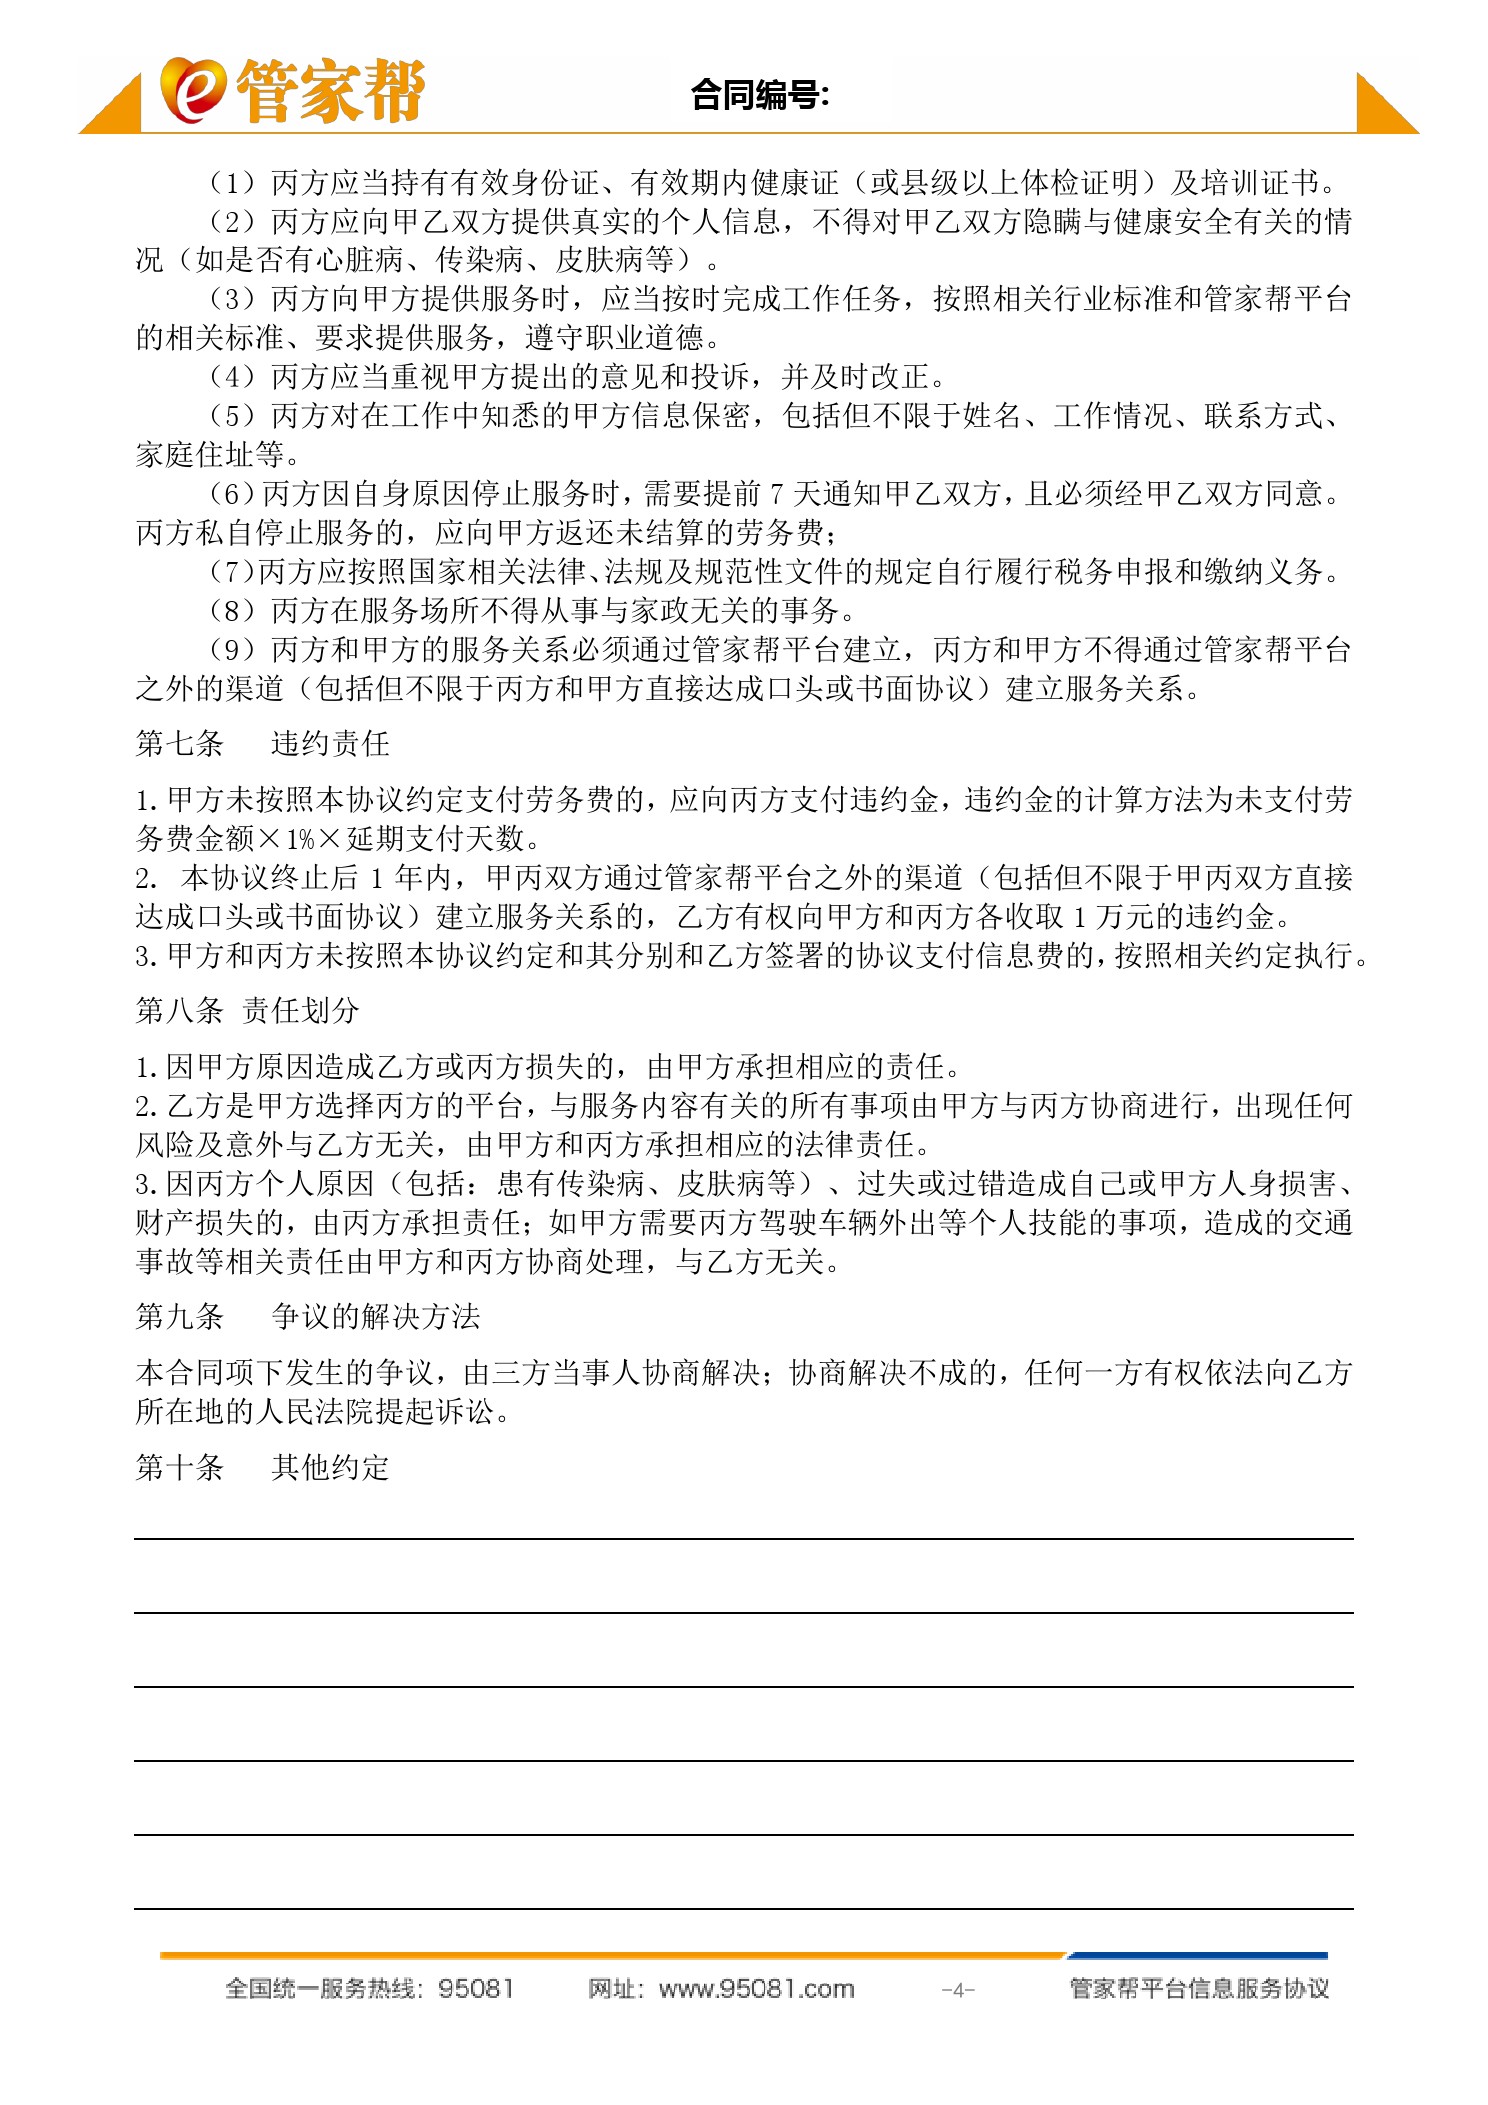 管家帮
合同编号:
（1）丙方应当持有有效身份证、有效期内健康证（或县级以上体检证明）及培训证书。
（2）丙方应向甲乙双方提供真实的个人信息，不得对甲乙双方隐瞒与健康安全有关的情
况（如是否有心脏病、传染病、皮肤病等）。
（3）丙方向甲方提供服务时，应当按时完成工作任务，按照相关行业标准和管家帮平台
的相关标准、要求提供服务，遵守职业道德。
（4）丙方应当重视甲方提出的意见和投诉，并及时改正。
（5）丙方对在工作中知悉的甲方信息保密，包括但不限于姓名、工作情况、联系方式、
家庭住址等。
（6）丙方因自身原因停止服务时，需要提前 7 天通知甲乙双方，且必须经甲乙双方同意。
丙方私自停止服务的，应向甲方返还未结算的劳务费；
（7）丙方应按照国家相关法律、法规及规范性文件的规定自行履行税务申报和缴纳义务。
（8）丙方在服务场所不得从事与家政无关的事务。
（9）丙方和甲方的服务关系必须通过管家帮平台建立，丙方和甲方不得通过管家帮平台
之外的渠道（包括但不限于丙方和甲方直接达成口头或书面协议）建立服务关系。
第七条 违约责任
1.甲方未按照本协议约定支付劳务费的，应向丙方支付违约金，违约金的计算方法为未支付劳
务费金额×1%×延期支付天数。
2. 本协议终止后 1 年内，甲丙双方通过管家帮平台之外的渠道（包括但不限于甲丙双方直接
达成口头或书面协议）建立服务关系的，乙方有权向甲方和丙方各收取 1 万元的违约金。
3.甲方和丙方未按照本协议约定和其分别和乙方签署的协议支付信息费的，按照相关约定执行。
第八条 责任划分
1.因甲方原因造成乙方或丙方损失的，由甲方承担相应的责任。
2.乙方是甲方选择丙方的平台，与服务内容有关的所有事项由甲方与丙方协商进行，出现任何
风险及意外与乙方无关，由甲方和丙方承担相应的法律责任。
3.因丙方个人原因（包括：患有传染病、皮肤病等）、过失或过错造成自己或甲方人身损害、
财产损失的，由丙方承担责任；如甲方需要丙方驾驶车辆外出等个人技能的事项，造成的交通
事故等相关责任由甲方和丙方协商处理，与乙方无关。
第九条 争议的解决方法
本合同项下发生的争议，由三方当事人协商解决；协商解决不成的，任何一方有权依法向乙方
所在地的人民法院提起诉讼。
第十条 其他约定
全国统一服务热线：95081 网址：www.95081.com -4- 管家帮平台信息服务协议